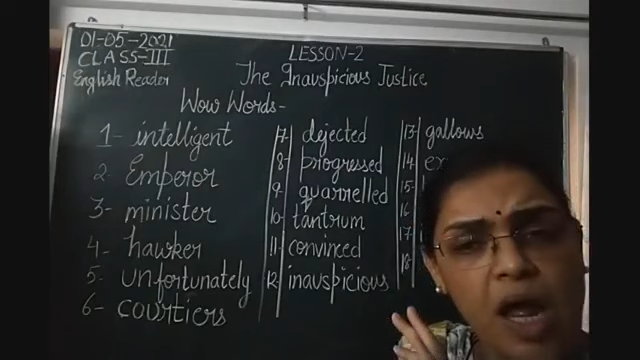 01-05-2021
CLASS-III
English Reader
LESSON-2
The Inauspicious Justice
Wow Words-
1- intelligent
2- Emperor
3- minister
4- hawker
5- unfortunately
6- courtiers
7- dejected
8- progressed
9- quarrelled
10- tantrum
11- convinced
12- inauspicious
13- gallows
14-
15-
16
17
18